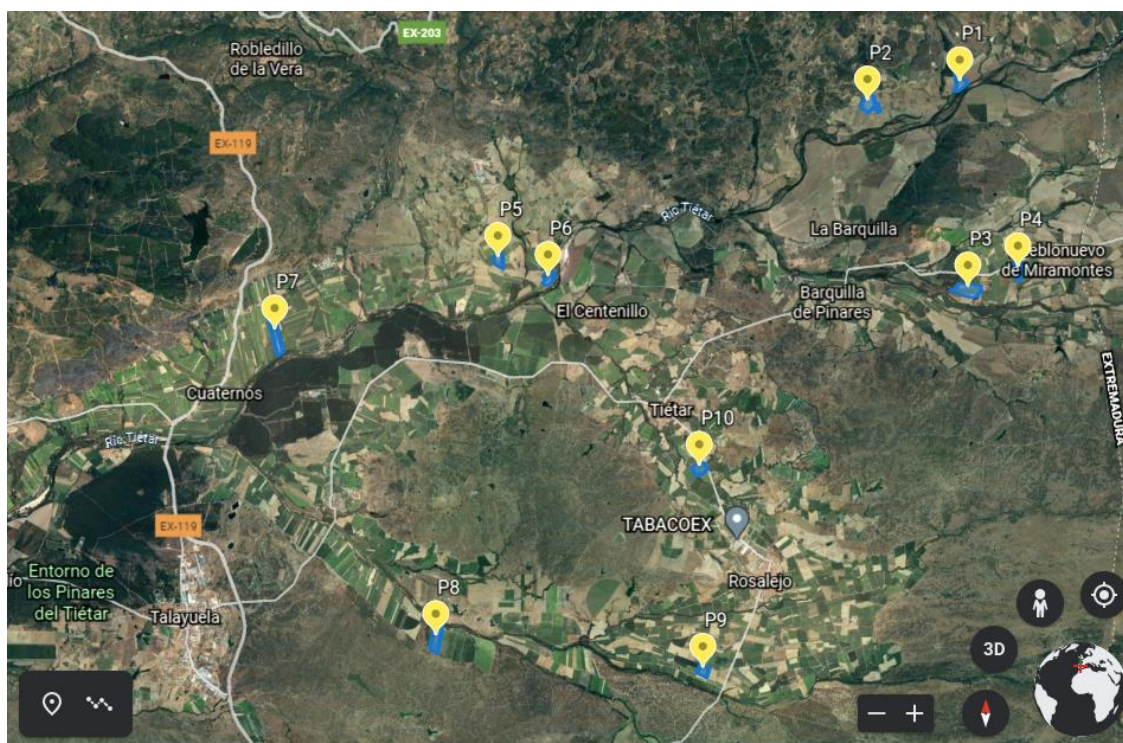 EX-203
Robledillo
de la Vera
P1
P2
EX-119
Río Tiétar
La Barquilla
P5
P6
P4
P3
eblonuevo
de Miramontes
P7
El Centenillo
Barquilla
de Pinares
EXTREMADURA
Cuaternos
Tiétar
P10
Río Tiétar
EX-119
TABACOEX
Entorno de
los Pinares
del Tiétar
ío
Rosalejo
Talayuela
P8
P9
3D